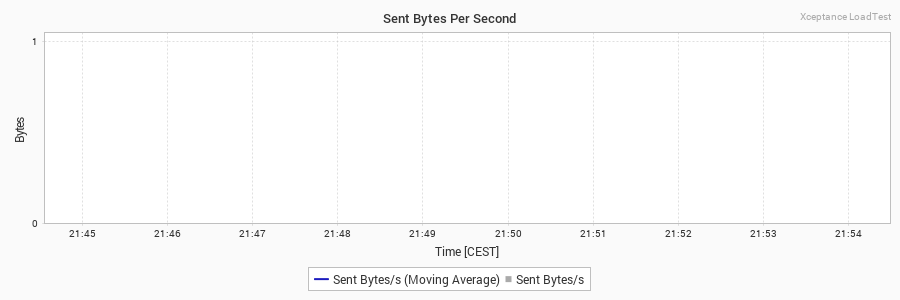 Sent Bytes Per Second
Xceptance LoadTest
1
Bytes
0
21:45 21:46 21:47 21:48 21:49 21:50 21:51 21:52 21:53 21:54
Time [CEST]
Sent Bytes/s (Moving Average) Sent Bytes/s